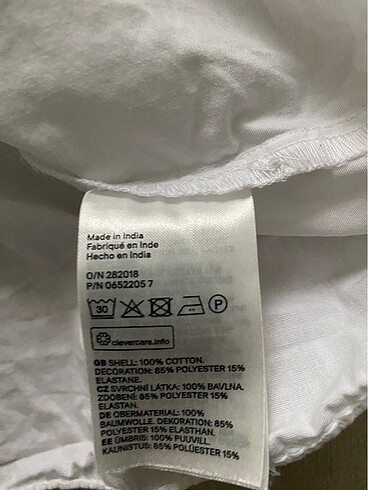 Made in India
Fabriqué en Inde
Hecho en India
O/N 282018
P/N 0652205 7
30 P
clevercare.info
GB SHELL: 100% COTTON.
DECORATION: 85% POLYESTER 15%
ELASTANE.
CZ SVRCHNÍ LÁTKA: 100% BAVLNA.
ZDOBENÍ: 85% POLYESTER 15%
ELASTAN.
DE OBERMATERIAL: 100%
BAUMWOLLE. DEKORATION: 85%
POLYESTER 15% ELASTHAN.
EE ÜMBRIS: 100% PUUVILL.
KAUNISTUS: 85% POLÜESTER 15%